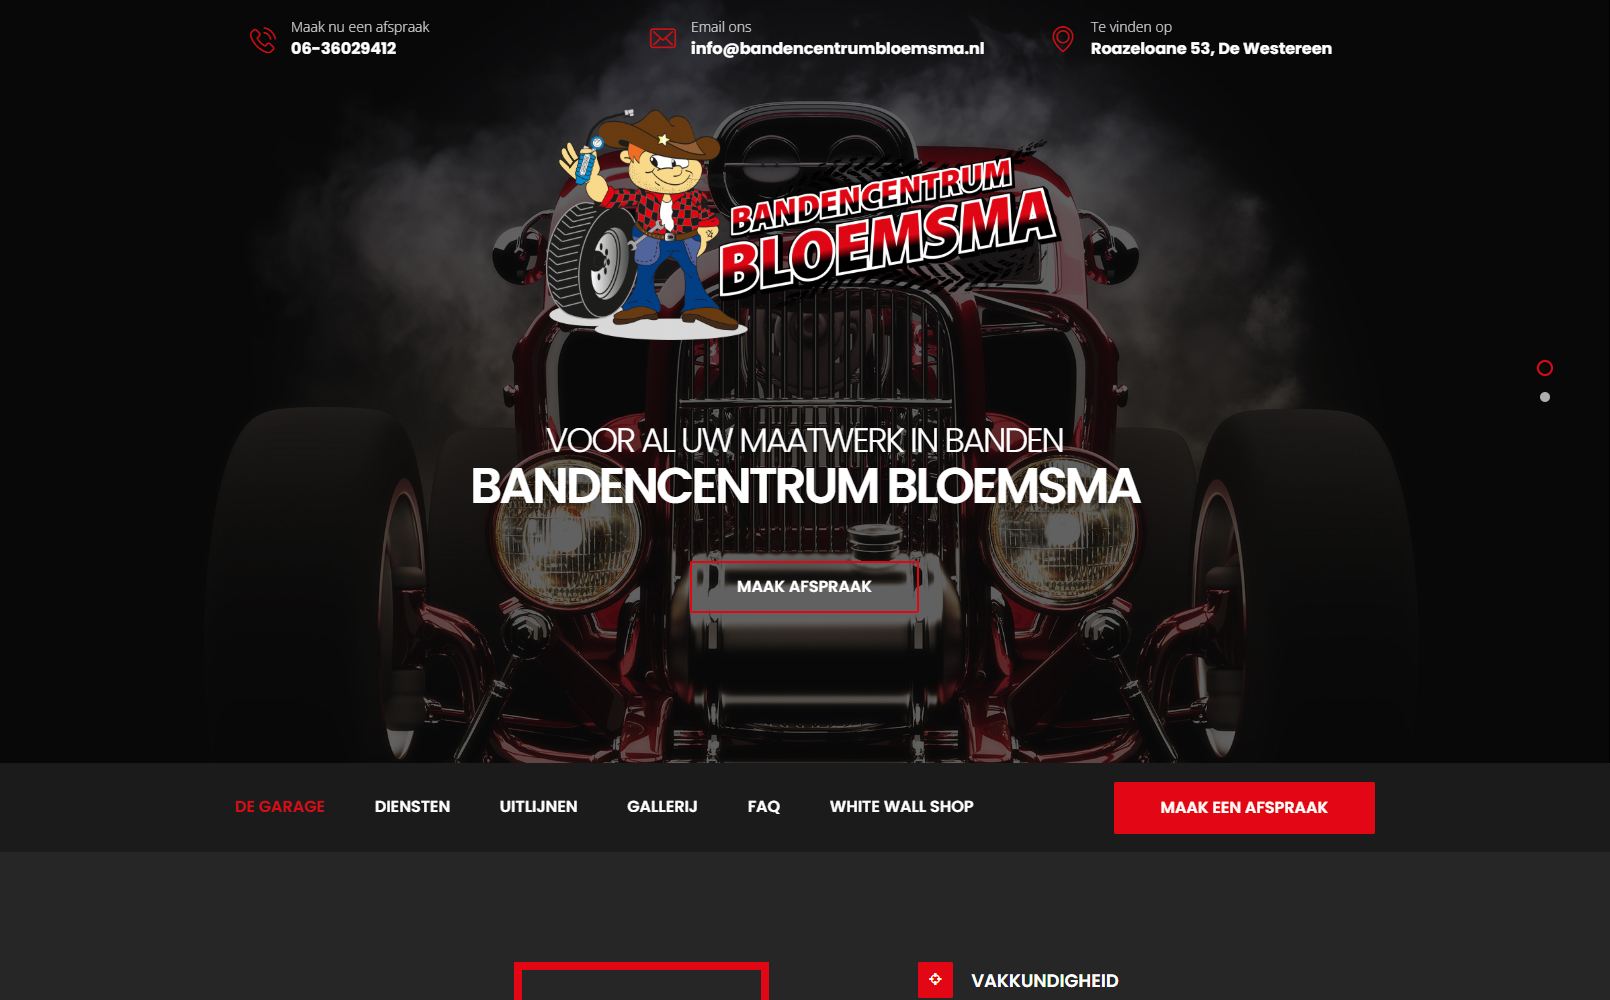 Maak nu een afspraak
06-36029412
Email ons
info@bandencentrumbloemsma.nl
Te vinden op
Roazeloane 53, De Westereen
BANDENCENTRUM
BLOEMSMA
VOOR AL UW MAATWERK IN BANDEN
BANDENCENTRUM BLOEMSMA
MAAK AFSPRAAK
DE GARAGE
DIENSTEN
UITLIJNEN
GALLERIJ
FAQ
WHITE WALL SHOP
MAAK EEN AFSPRAAK
VAKKUNDIGHEID